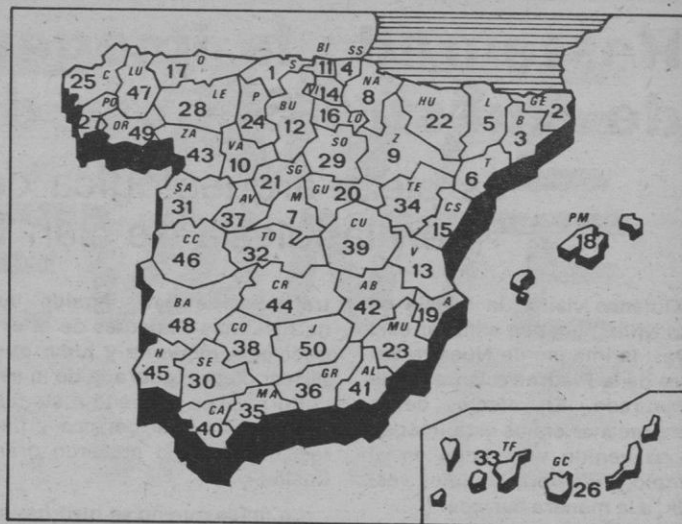 BI SS
O S
C LU 17 1 11 4 NA
25 47 LE VI 14 8 HU L GE
PO 28 P BU 16 LO 22 5 B 2
27 OR 49 24 12 3
ZA VA SO Z T
43 10 29 9 6
SG
21
SA AV M GU 20 TE CS
31 37 7 34 15 PM
CC TO CU 18
46 32 39 V
13
CR AB A
BA 44 42 19
48 CO J MU
H SE 38 50 23
45 30 GR AL
CA MA 36 41
40 35
TF GC
33 26